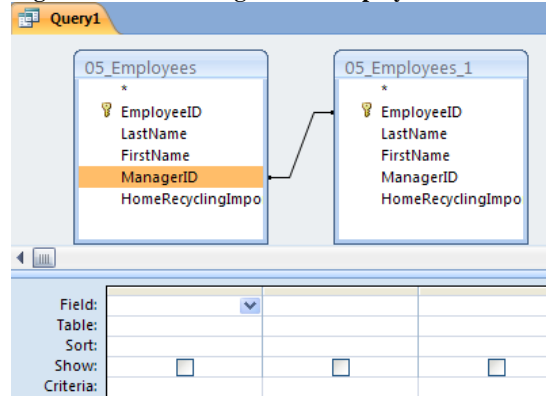 Query1
05_Employees
*
EmployeeID
LastName
FirstName
ManagerID
HomeRecyclingImpo
05_Employees_1
*
EmployeeID
LastName
FirstName
ManagerID
HomeRecyclingImpo
Field:
Table:
Sort:
Show:
Criteria: